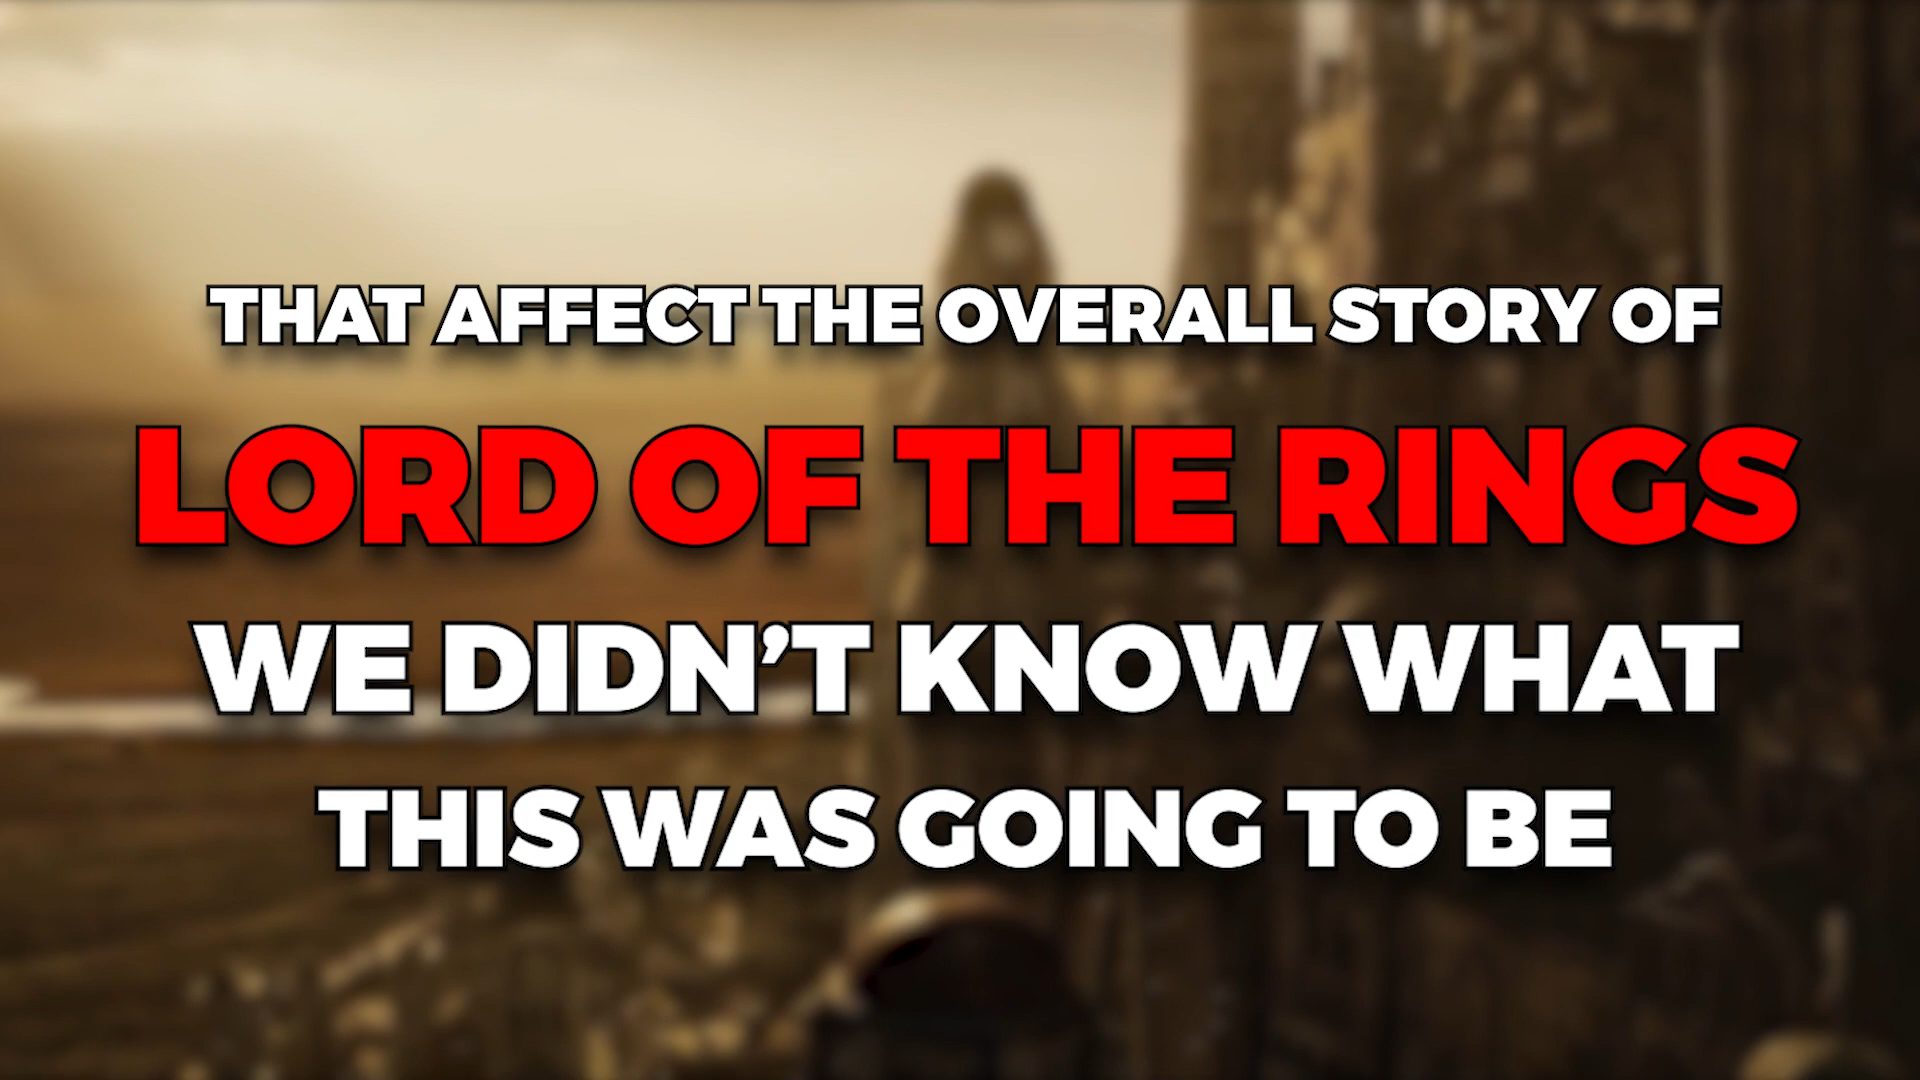 THAT AFFECT THE OVERALL STORY OF
LORD OF THE RINGS
WE DIDN’T KNOW WHAT
THIS WAS GOING TO BE